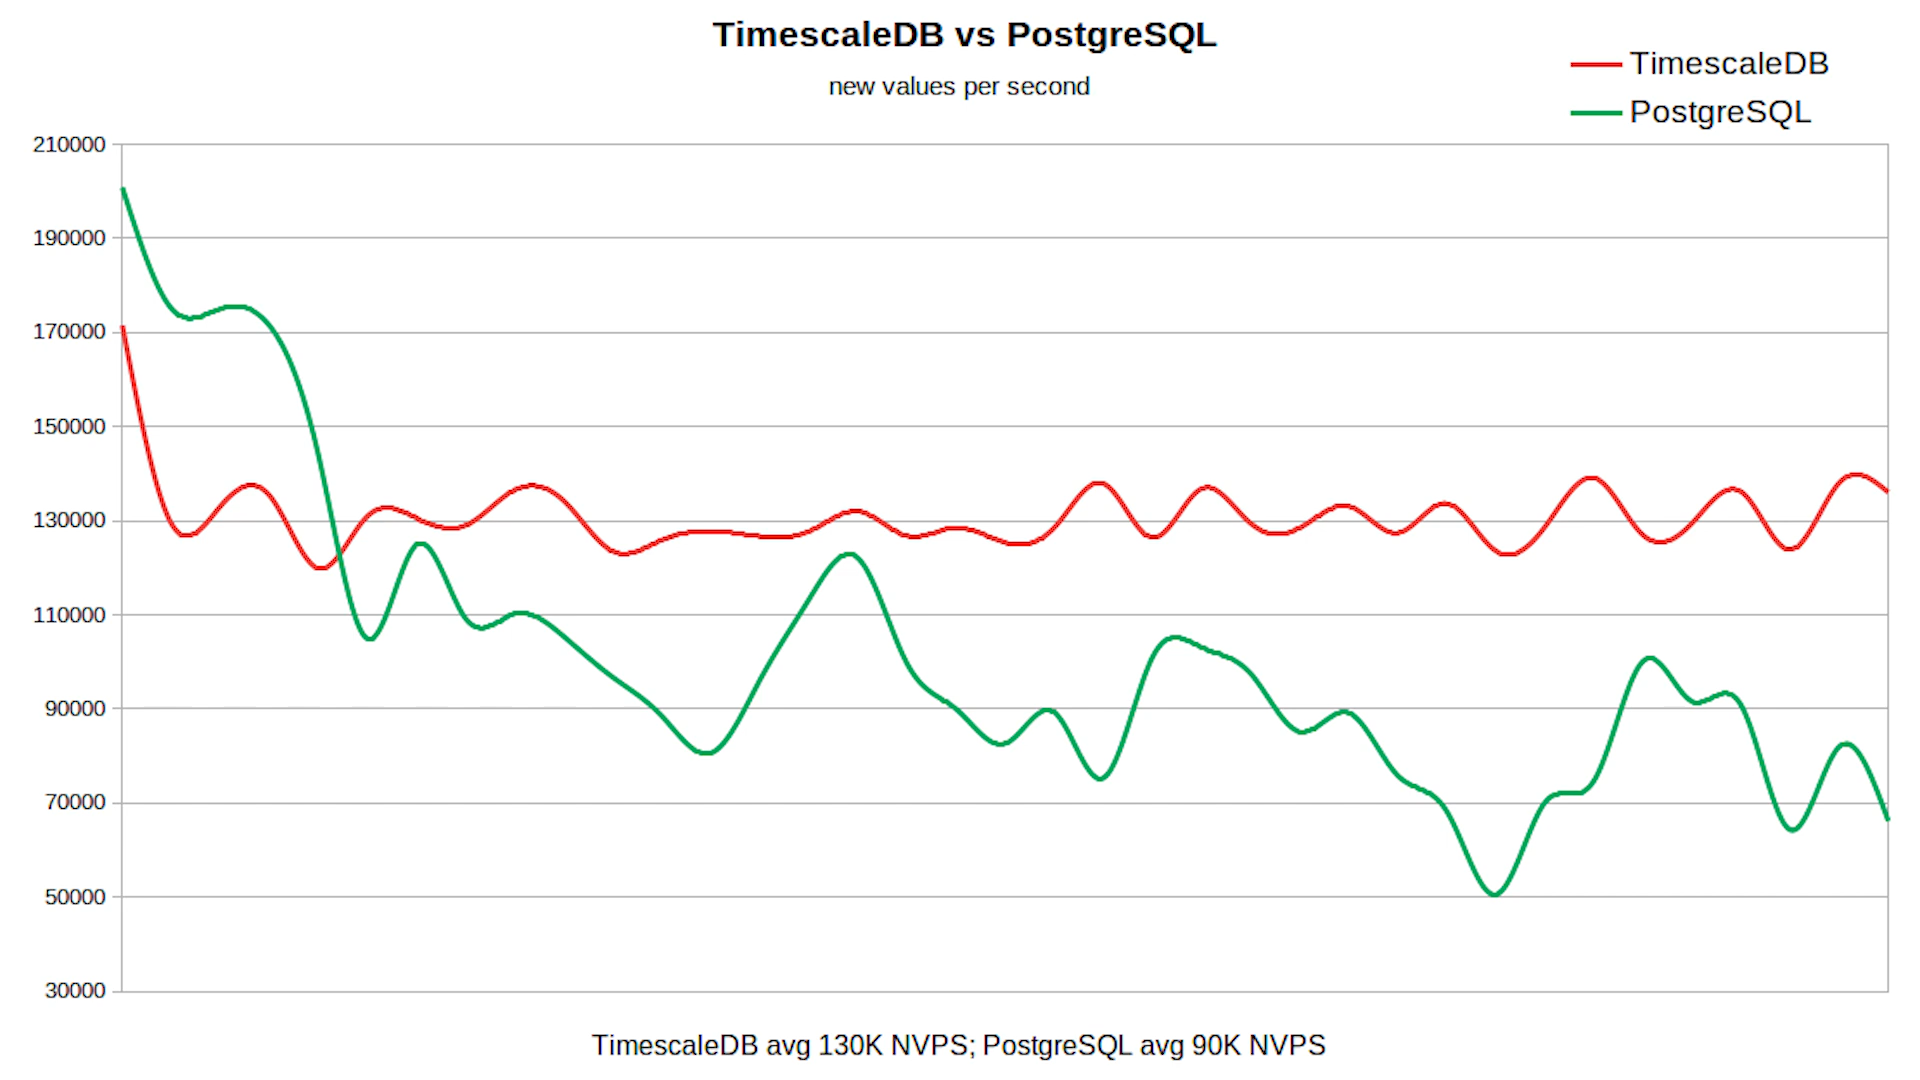 TimescaleDB vs PostgreSQL
new values per second
TimescaleDB
PostgreSQL
210000
190000
170000
150000
130000
110000
90000
70000
50000
30000
TimescaleDB avg 130K NVPS; PostgreSQL avg 90K NVPS